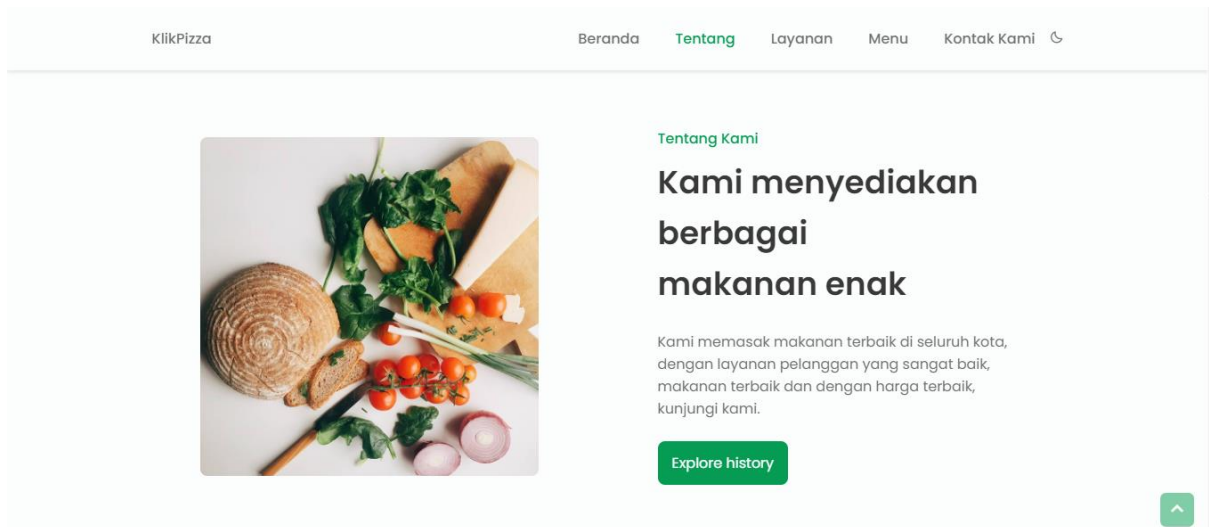 KlikPizza Beranda Tentang Layanan Menu Kontak Kami
Tentang Kami
Kami menyediakan
berbagai
makanan enak
Kami memasak makanan terbaik di seluruh kota,
dengan layanan pelanggan yang sangat baik,
makanan terbaik dan dengan harga terbaik,
kunjungi kami.
Explore history